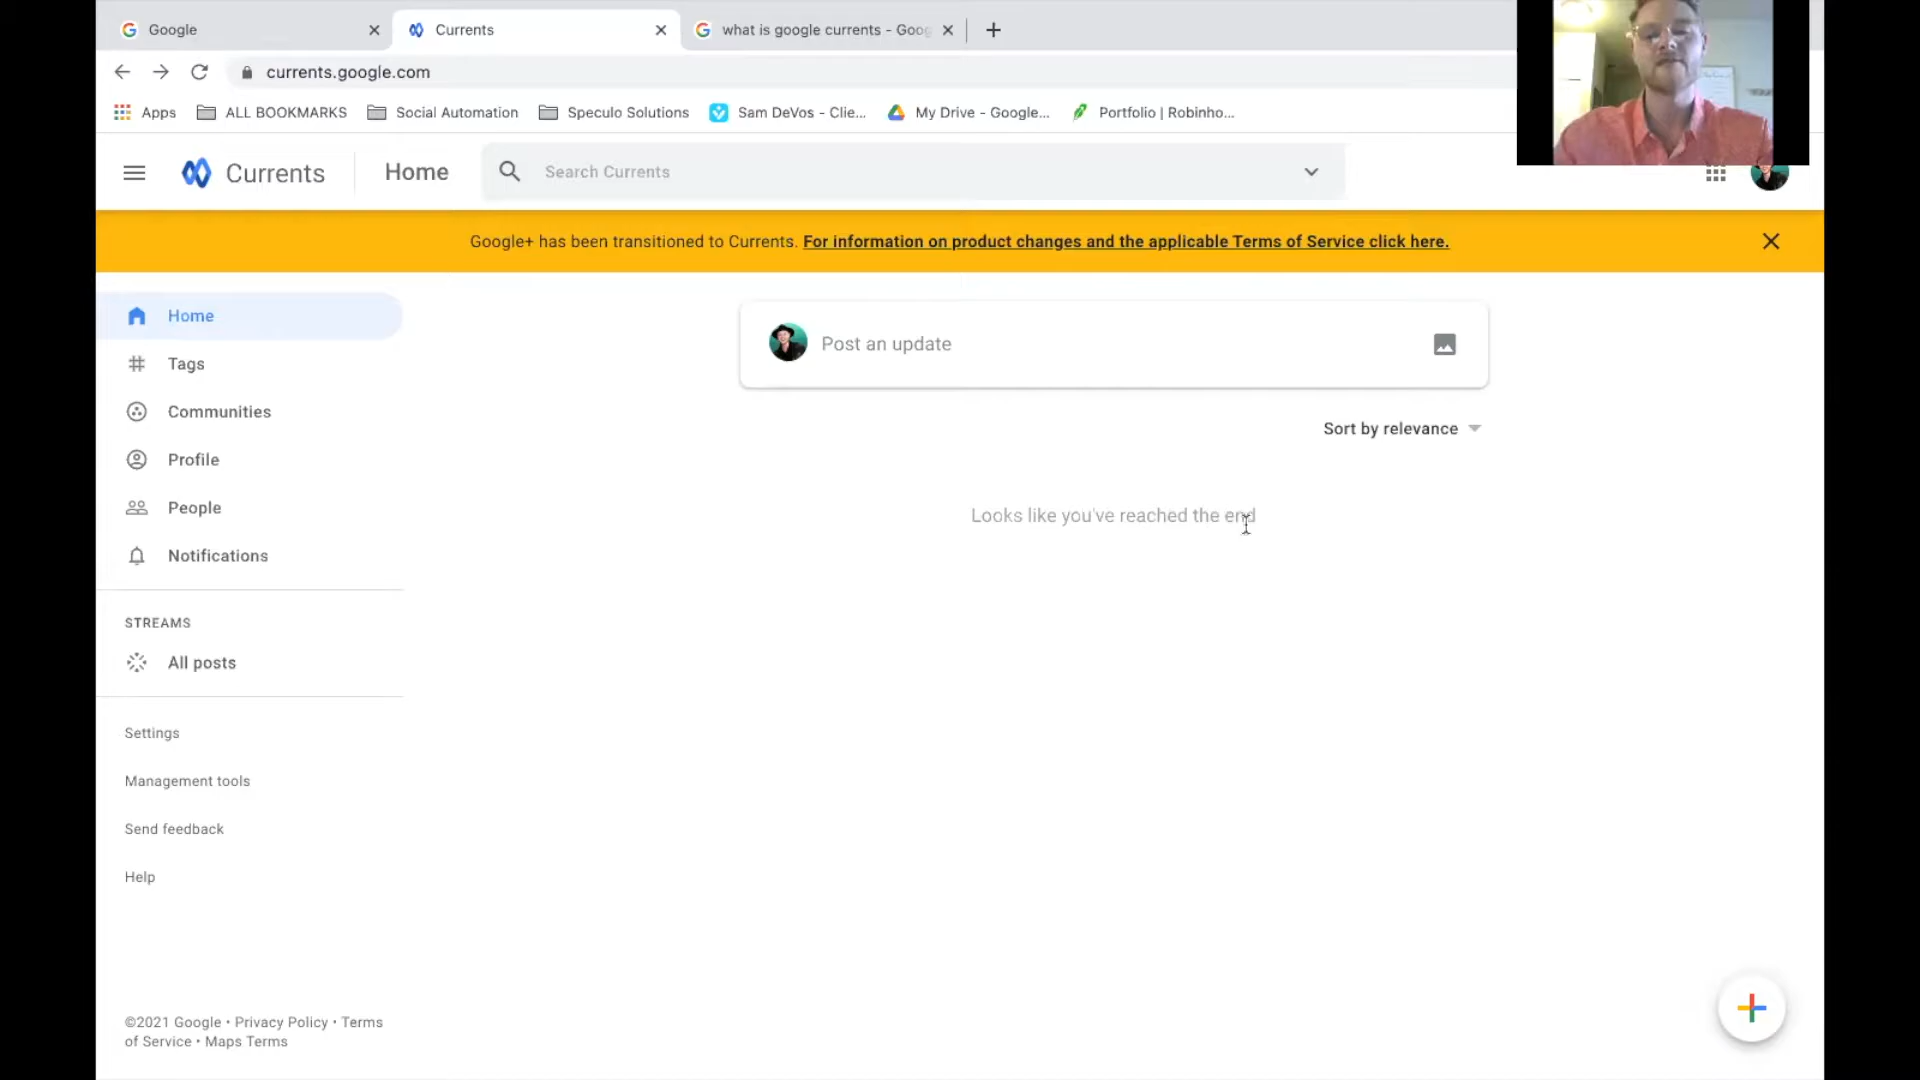 Google
Currents
what is google currents - Goog
currents.google.com
Apps
ALL BOOKMARKS
Social Automation
Speculo Solutions
Sam DeVos - Clie...
My Drive - Google...
Portfolio | Robinho...
Currents
Home
Search Currents
Google+ has been transitioned to Currents. For information on product changes and the applicable Terms of Service click here.
Home
Tags
Communities
Profile
People
Notifications
STREAMS
All posts
Settings
Management tools
Send feedback
Help
©2021 Google • Privacy Policy • Terms
of Service • Maps Terms
Post an update
Sort by relevance
Looks like you've reached the end